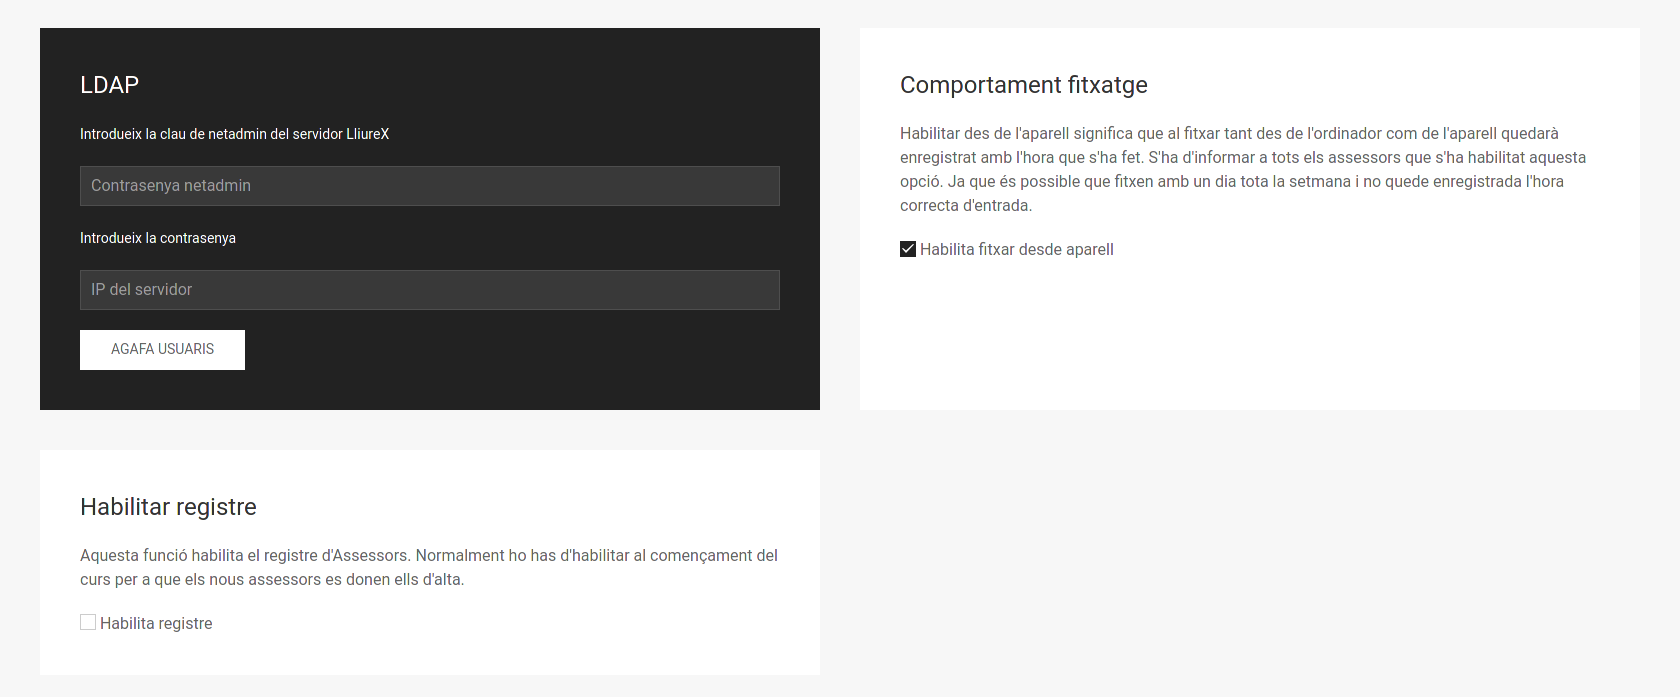 LDAP
Introdueix la clau de netadmin del servidor LliureX
Contrasenya netadmin
Introdueix la contrasenya
IP del servidor
AGAFA USUARIS
Comportament fitxatge
Habilitar des de l'aparell significa que al fitxar tant des de l'ordinador com de l'aparell quedarà
enregistrat amb l'hora que s'ha fet. S'ha d'informar a tots els assessors que s'ha habilitat aquesta
opció. Ja que és possible que fitxen amb un dia tota la setmana i no quede enregistrada l'hora
correcta d'entrada.
Habilita fitxar desde aparell
Habilitar registre
Aquesta funció habilita el registre d'Assessors. Normalment ho has d'habilitar al començament del
curs per a que els nous assessors es donen ells d'alta.
Habilita registre